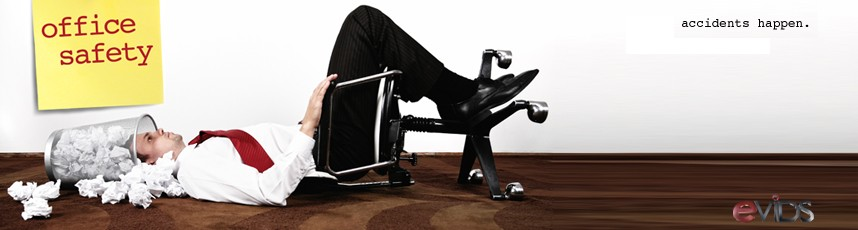 office
safety
accidents happen.
eVIDS